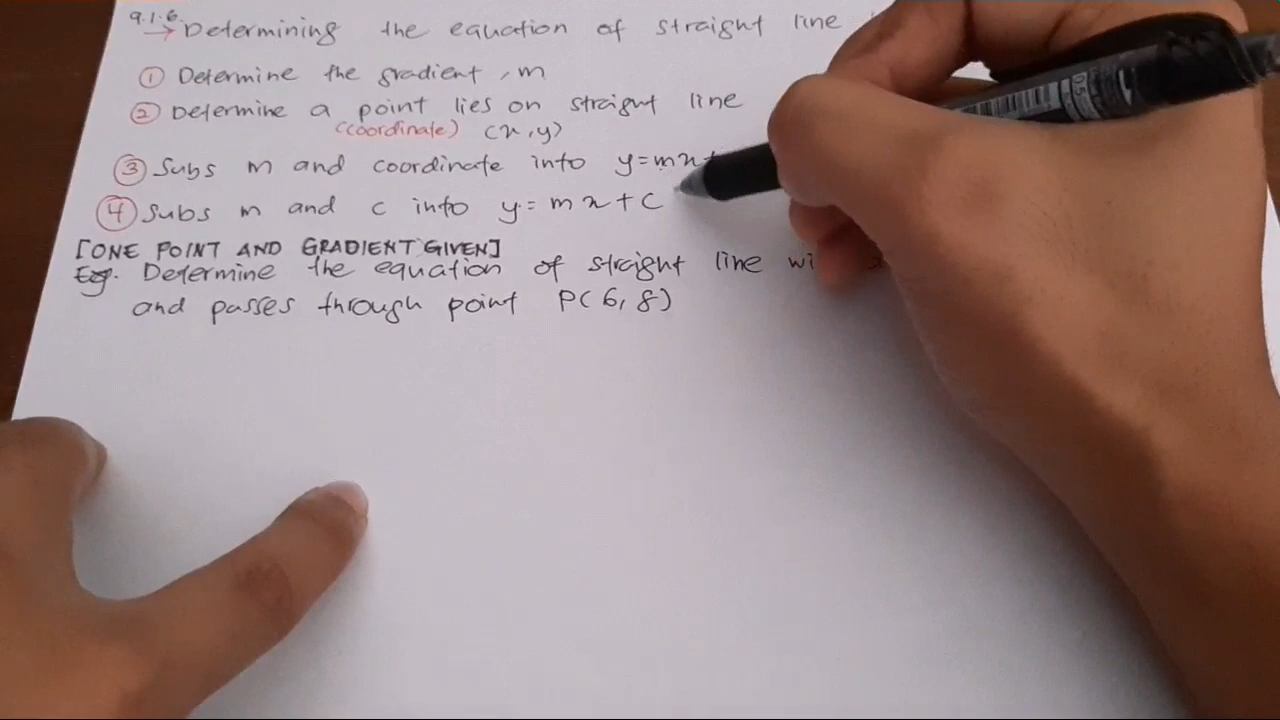 9.1.6
→ Determining the equation of straight line
① Determine the gradient, m
② Determine a point lies on straight line
(coordinate) (x,y)
③ Subs m and coordinate into y=mx+
④ Subs m and c into y=mx+c
[ONE POINT AND GRADIENT GIVEN]
Eg. Determine the equation of straight line wi
and passes through point P(6,8)
0.5